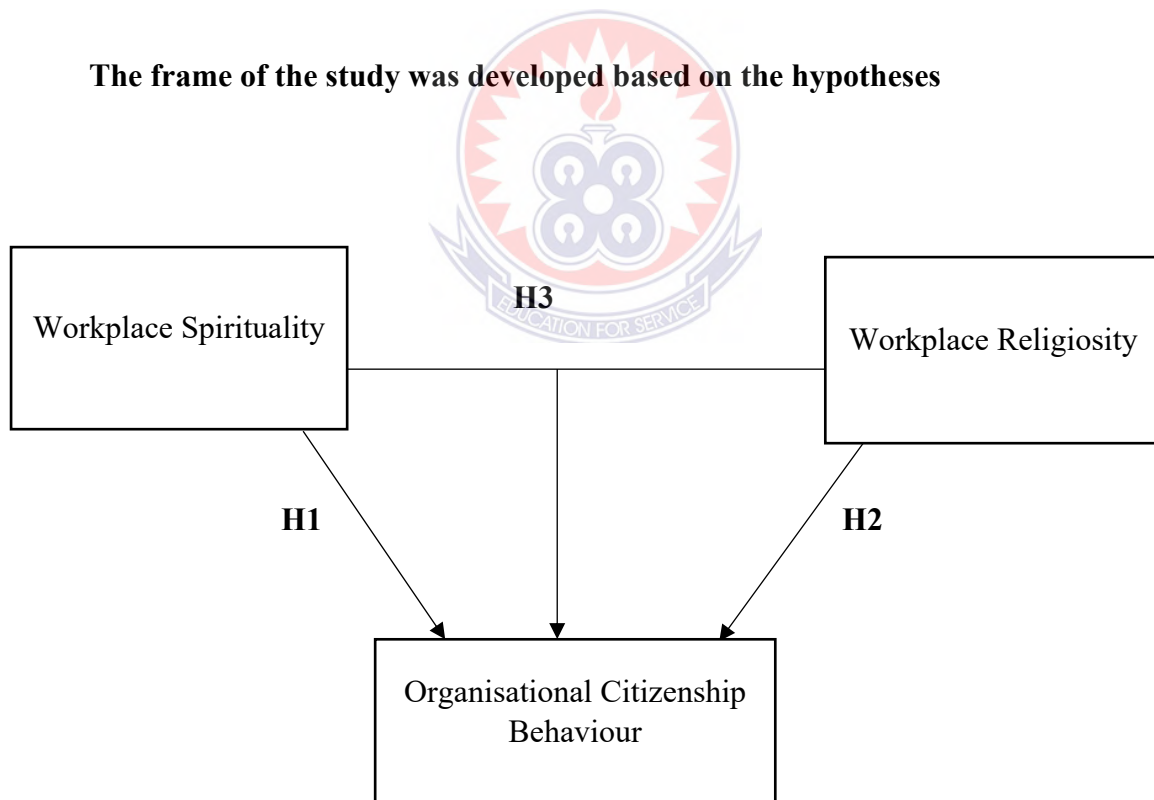 The frame of the study was developed based on the hypotheses
H3
EDUCATION FOR SERVICE
Workplace Spirituality
Workplace Religiosity
H1
H2
Organisational Citizenship
Behaviour